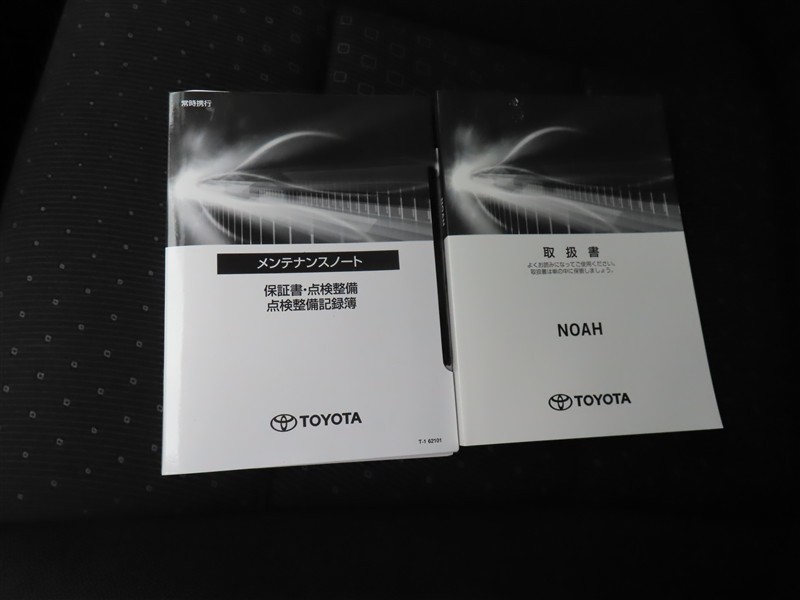 常時携行
メンテナンスノート
保証書・点検整備
点検整備記録簿
TOYOTA
T-1 62101
NOAH
取扱書
よくお読みになってご使用ください。
取扱書は車の中に保管しましょう。
NOAH
TOYOTA